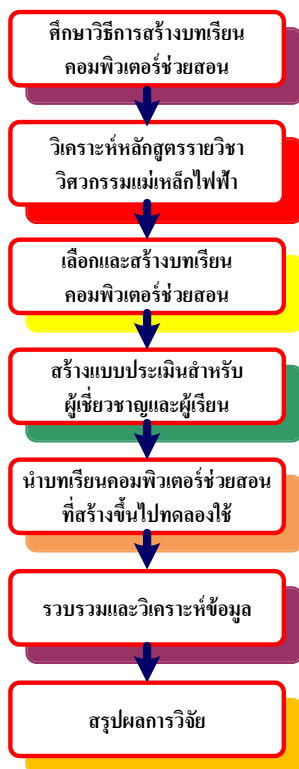 ศึกษาวิธีการสร้างบทเรียน
คอมพิวเตอร์ช่วยสอน
วิเคราะห์หลักสูตรรายวิชา
วิศวกรรมแม่เหล็กไฟฟ้า
เลือกและสร้างบทเรียน
คอมพิวเตอร์ช่วยสอน
สร้างแบบประเมินสำหรับ
ผู้เชี่ยวชาญและผู้เรียน
นำบทเรียนคอมพิวเตอร์ช่วยสอน
ที่สร้างขึ้นไปทดลองใช้
รวบรวมและวิเคราะห์ข้อมูล
สรุปผลการวิจัย